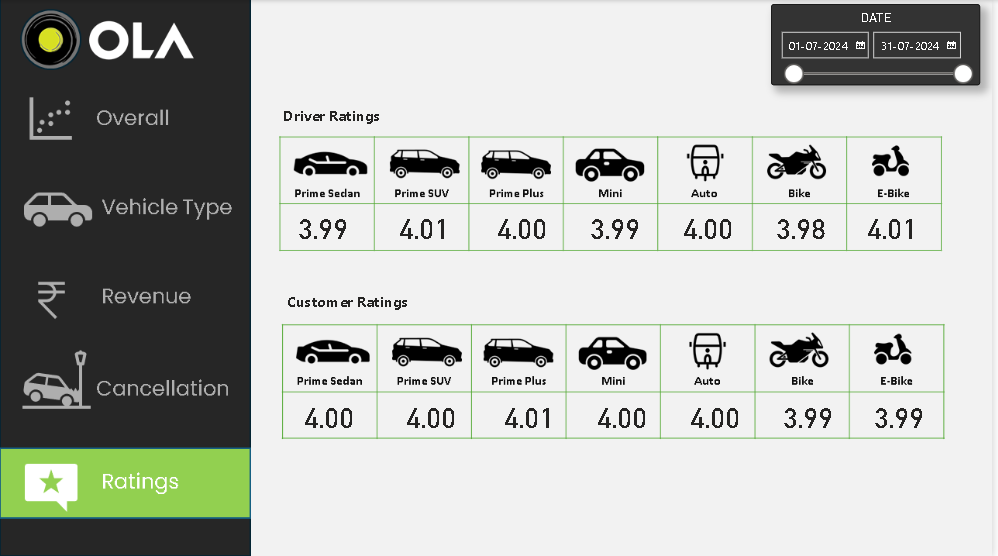 OLA
DATE
01-07-2024 31-07-2024
Overall
Vehicle Type
Revenue
Cancellation
Ratings
Driver Ratings
Prime Sedan Prime SUV Prime Plus Mini Auto Bike E-Bike
3.99 4.01 4.00 3.99 4.00 3.98 4.01
Customer Ratings
Prime Sedan Prime SUV Prime Plus Mini Auto Bike E-Bike
4.00 4.00 4.01 4.00 4.00 3.99 3.99